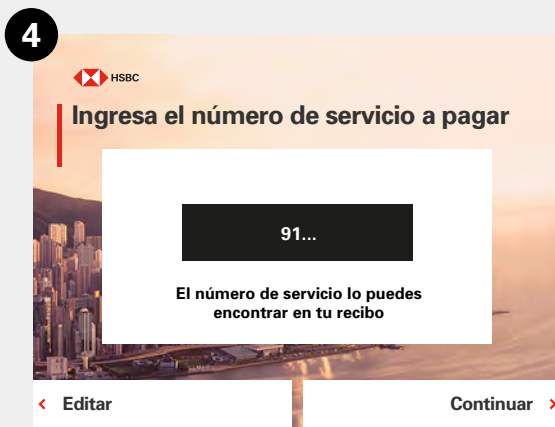 4
HSBC
Ingresa el número de servicio a pagar
91...
El número de servicio lo puedes
encontrar en tu recibo
< Editar
Continuar >